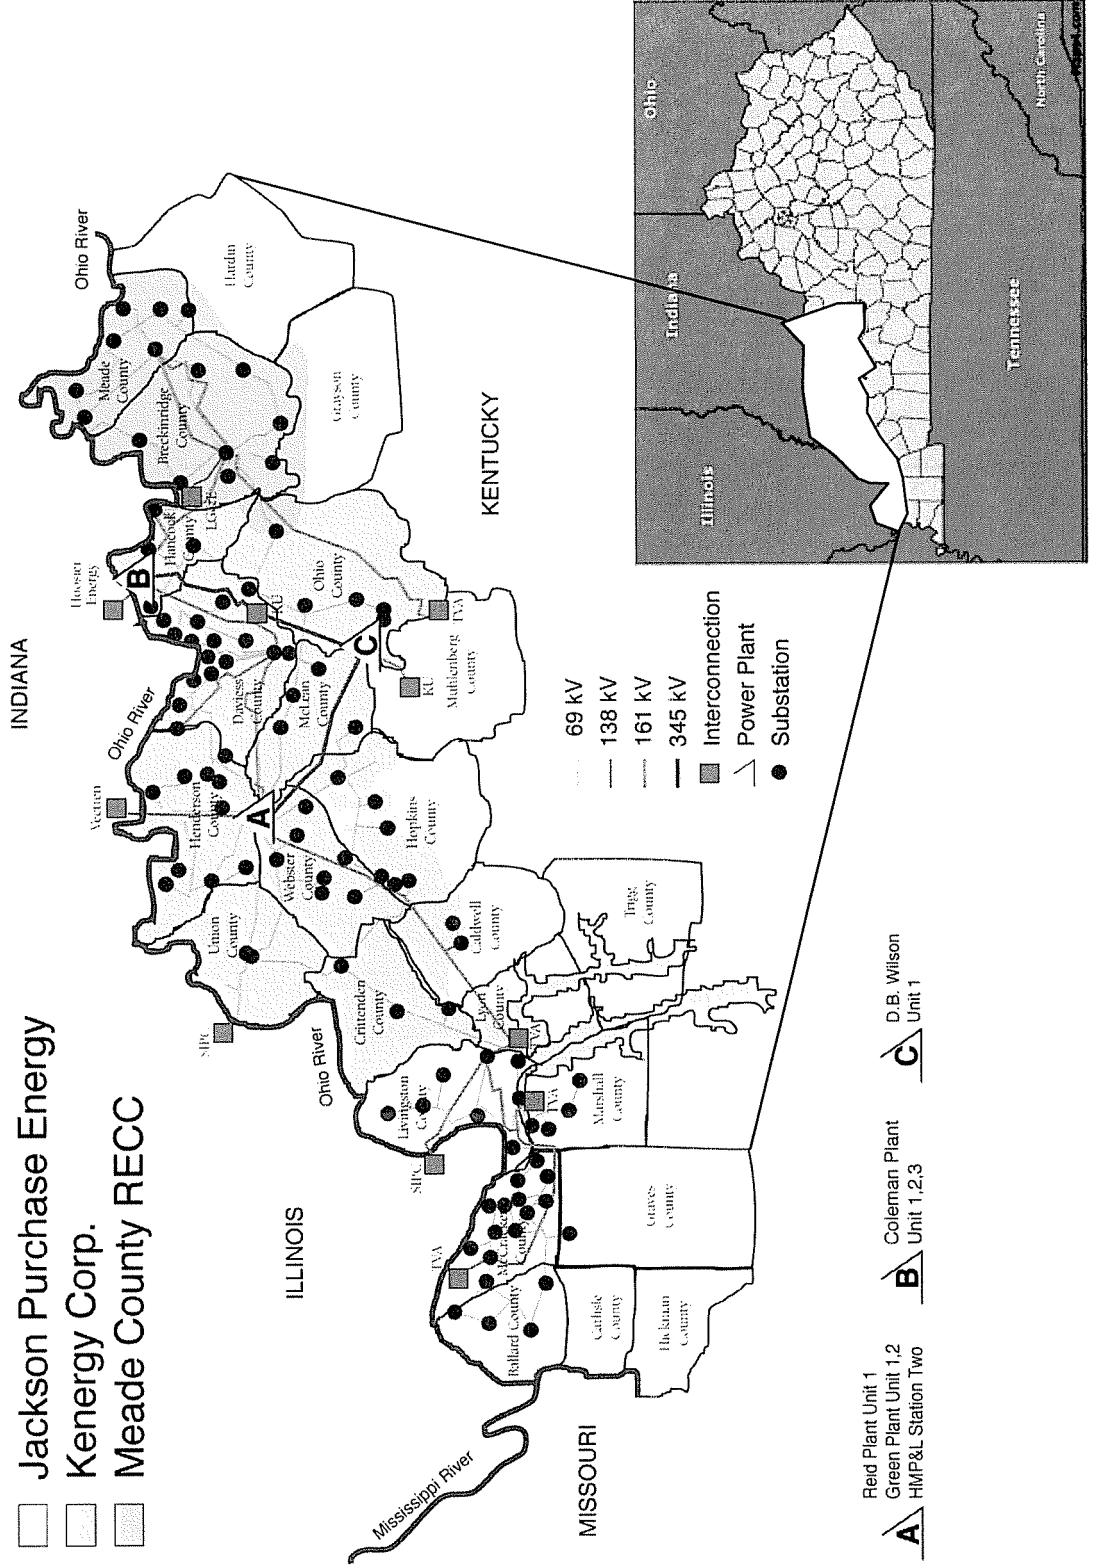 Jackson Purchase Energy
Kenergy Corp.
Meade County RECC
INDIANA
ILLINOIS
MISSOURI
KENTUCKY
Mississippi River
Ohio River
Ohio River
Ohio River
SIPC
SIPC
Vectren
Hoosier
Energy
TVA
TVA
TVA
TVA
KU
KU
Ballard County
McCracken
County
Carlisle
County
Hickman
County
Graves
County
Marshall
County
Livingston
County
Crittenden
County
Lyon
County
Caldwell
County
Trigg
County
Union
County
Webster
County
Henderson
County
Hopkins
County
Daviess
County
McLean
County
Muhlenberg
County
Ohio
County
Hancock
County
Breckinridge
County
Meade
County
Grayson
County
Hardin
County
A
B
C
69 kV
138 kV
161 kV
345 kV
Interconnection
Power Plant
Substation
A
Reid Plant Unit 1
Green Plant Unit 1,2
HMP&L Station Two
B
Coleman Plant
Unit 1,2,3
C
D.B. Wilson
Unit 1
Illinois
Indiana
Ohio
Tennessee
North Carolina